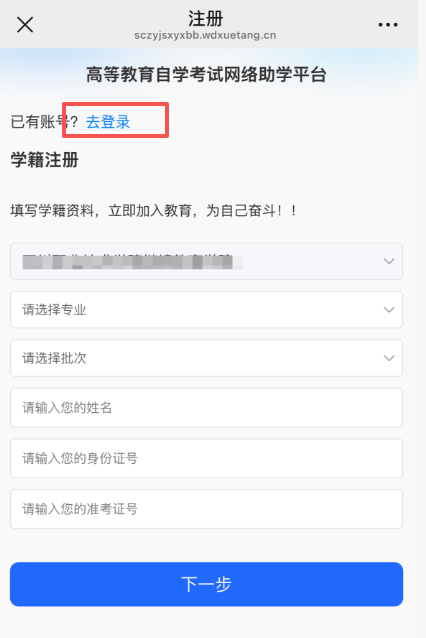 注册
sczyjsxyxbb.wdxuetang.cn
高等教育自学考试网络助学平台
已有账号？去登录
学籍注册
填写学籍资料，立即加入教育，为自己奋斗！！
请选择专业
请选择批次
请输入您的姓名
请输入您的身份证号
请输入您的准考证号
下一步